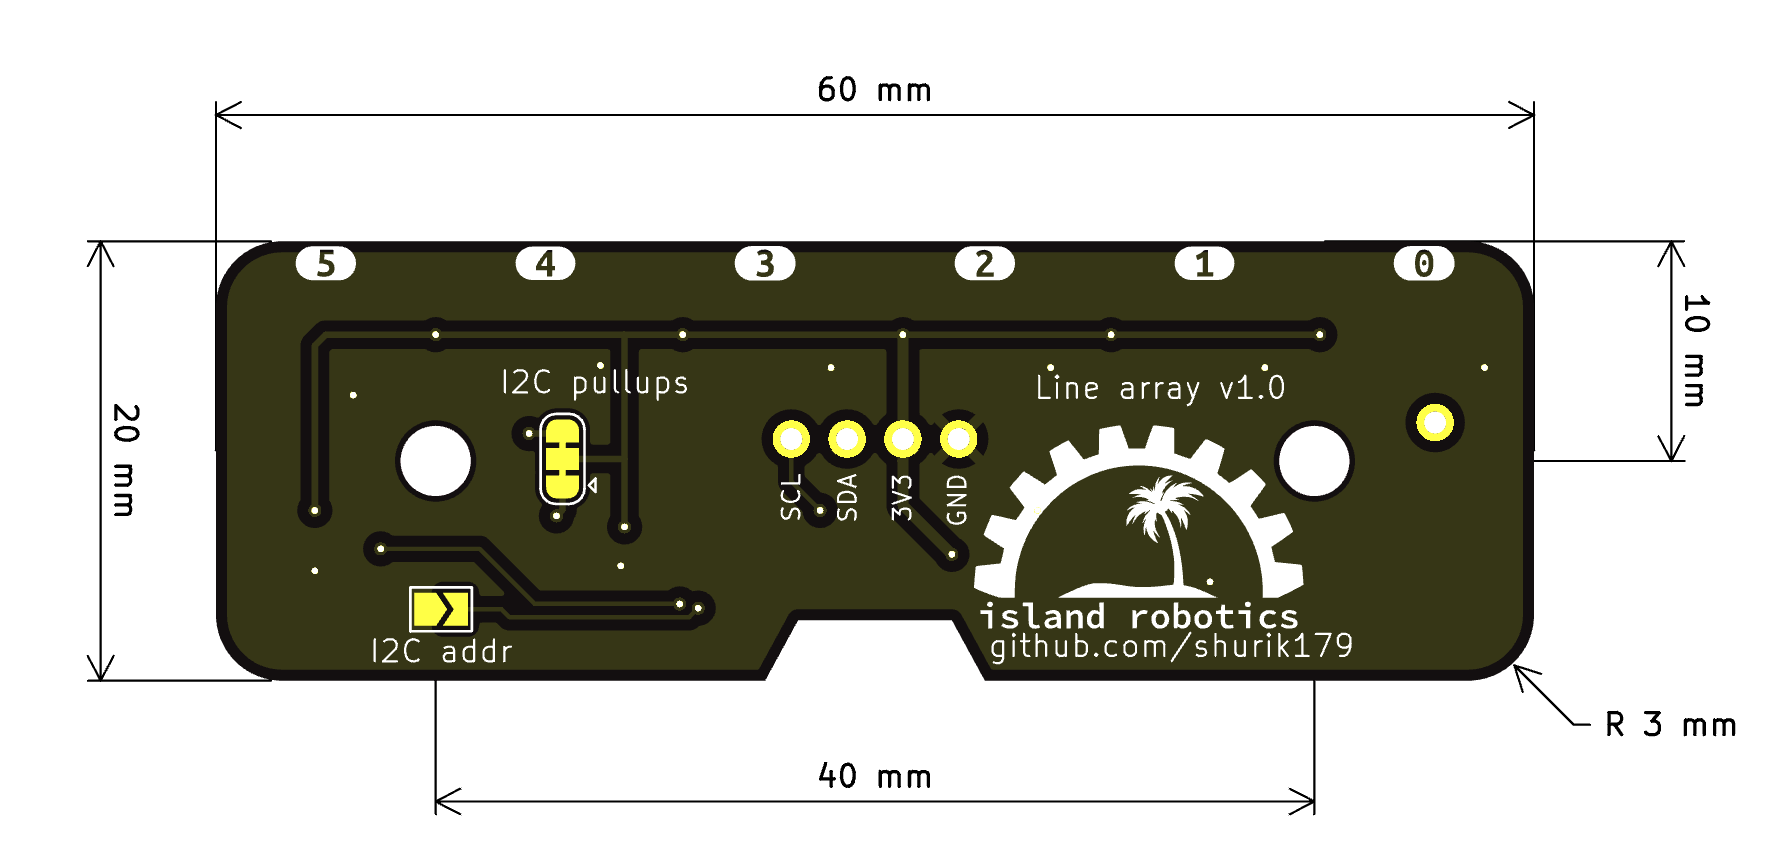 60 mm
5 4 3 2 1 0
10 mm
20 mm
I2C pullups
Line array v1.0
SCL
SDA
3V3
GND
island robotics
github.com/shurik179
I2C addr
R 3 mm
40 mm